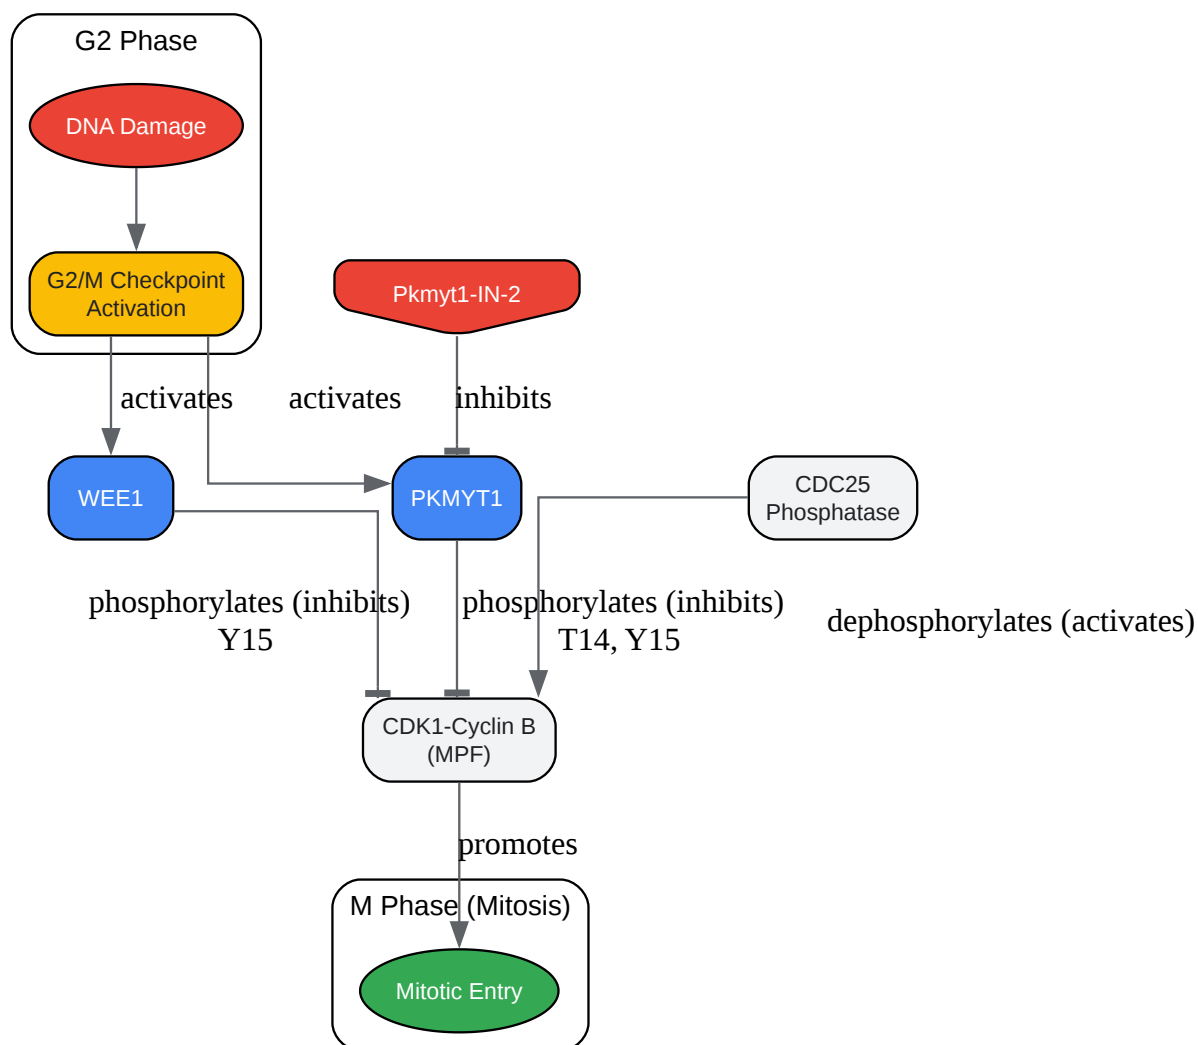 G2 Phase
DNA Damage
G2/M Checkpoint
Activation
Pkmyt1-IN-2
activates
activates
inhibits
WEE1
PKMYT1
CDC25
Phosphatase
phosphorylates (inhibits)
Y15
phosphorylates (inhibits)
T14, Y15
dephosphorylates (activates)
CDK1-Cyclin B
(MPF)
promotes
M Phase (Mitosis)
Mitotic Entry